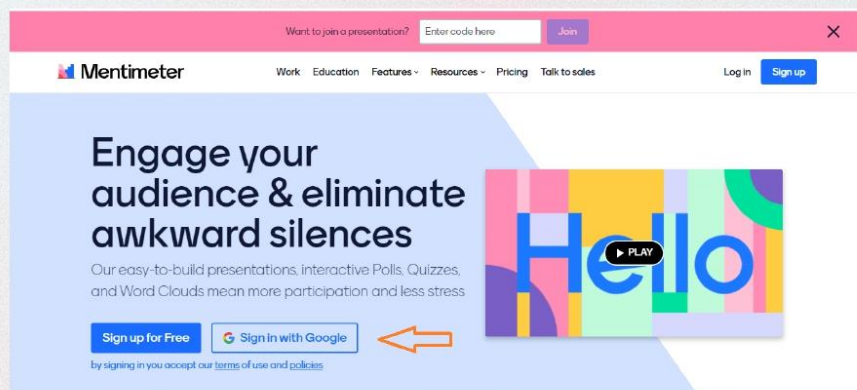 Want to join a presentation? Enter code here Join
Mentimeter Work Education Features Resources Pricing Talk to sales Log in Sign up
Engage your
audience & eliminate
awkward silences
Our easy-to-build presentations, interactive Polls, Quizzes,
and Word Clouds mean more participation and less stress
Hello
PLAY
Sign up for Free Sign in with Google
by signing in you accept our terms of use and policies